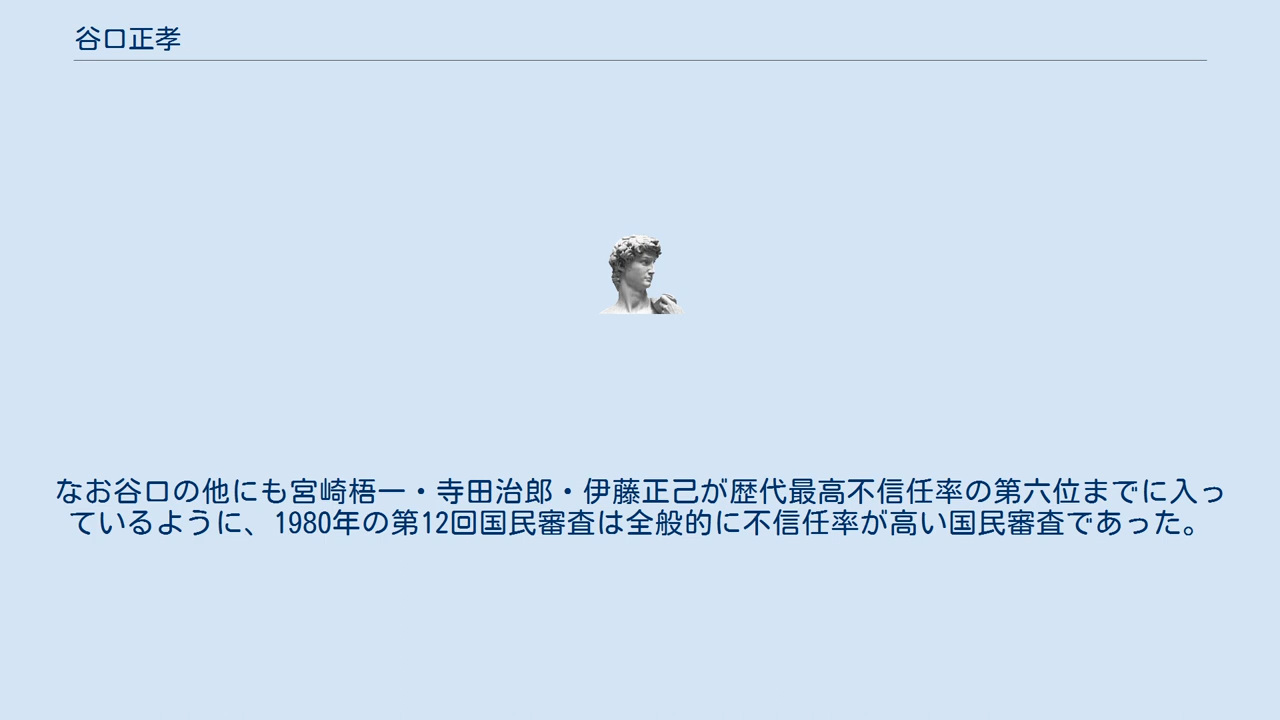 谷口正孝
なお谷口の他にも宮崎梧一・寺田治郎・伊藤正己が歴代最高不信任率の第六位までに入っ
ているように、1980年の第12回国民審査は全般的に不信任率が高い国民審査であった。